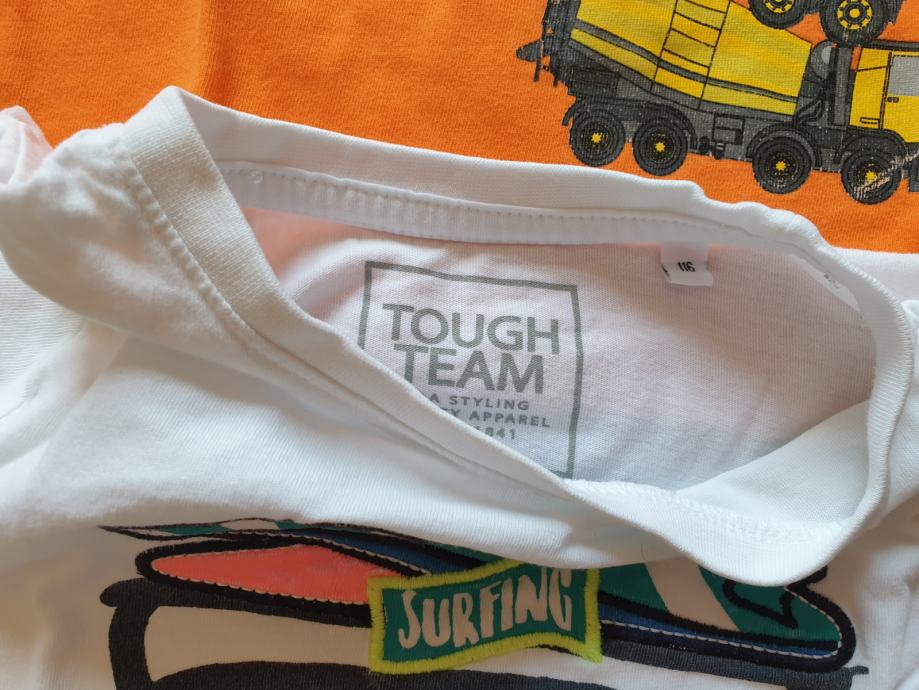 116
TOUGH
TEAM
A STYLING
APPAREL
SURFING